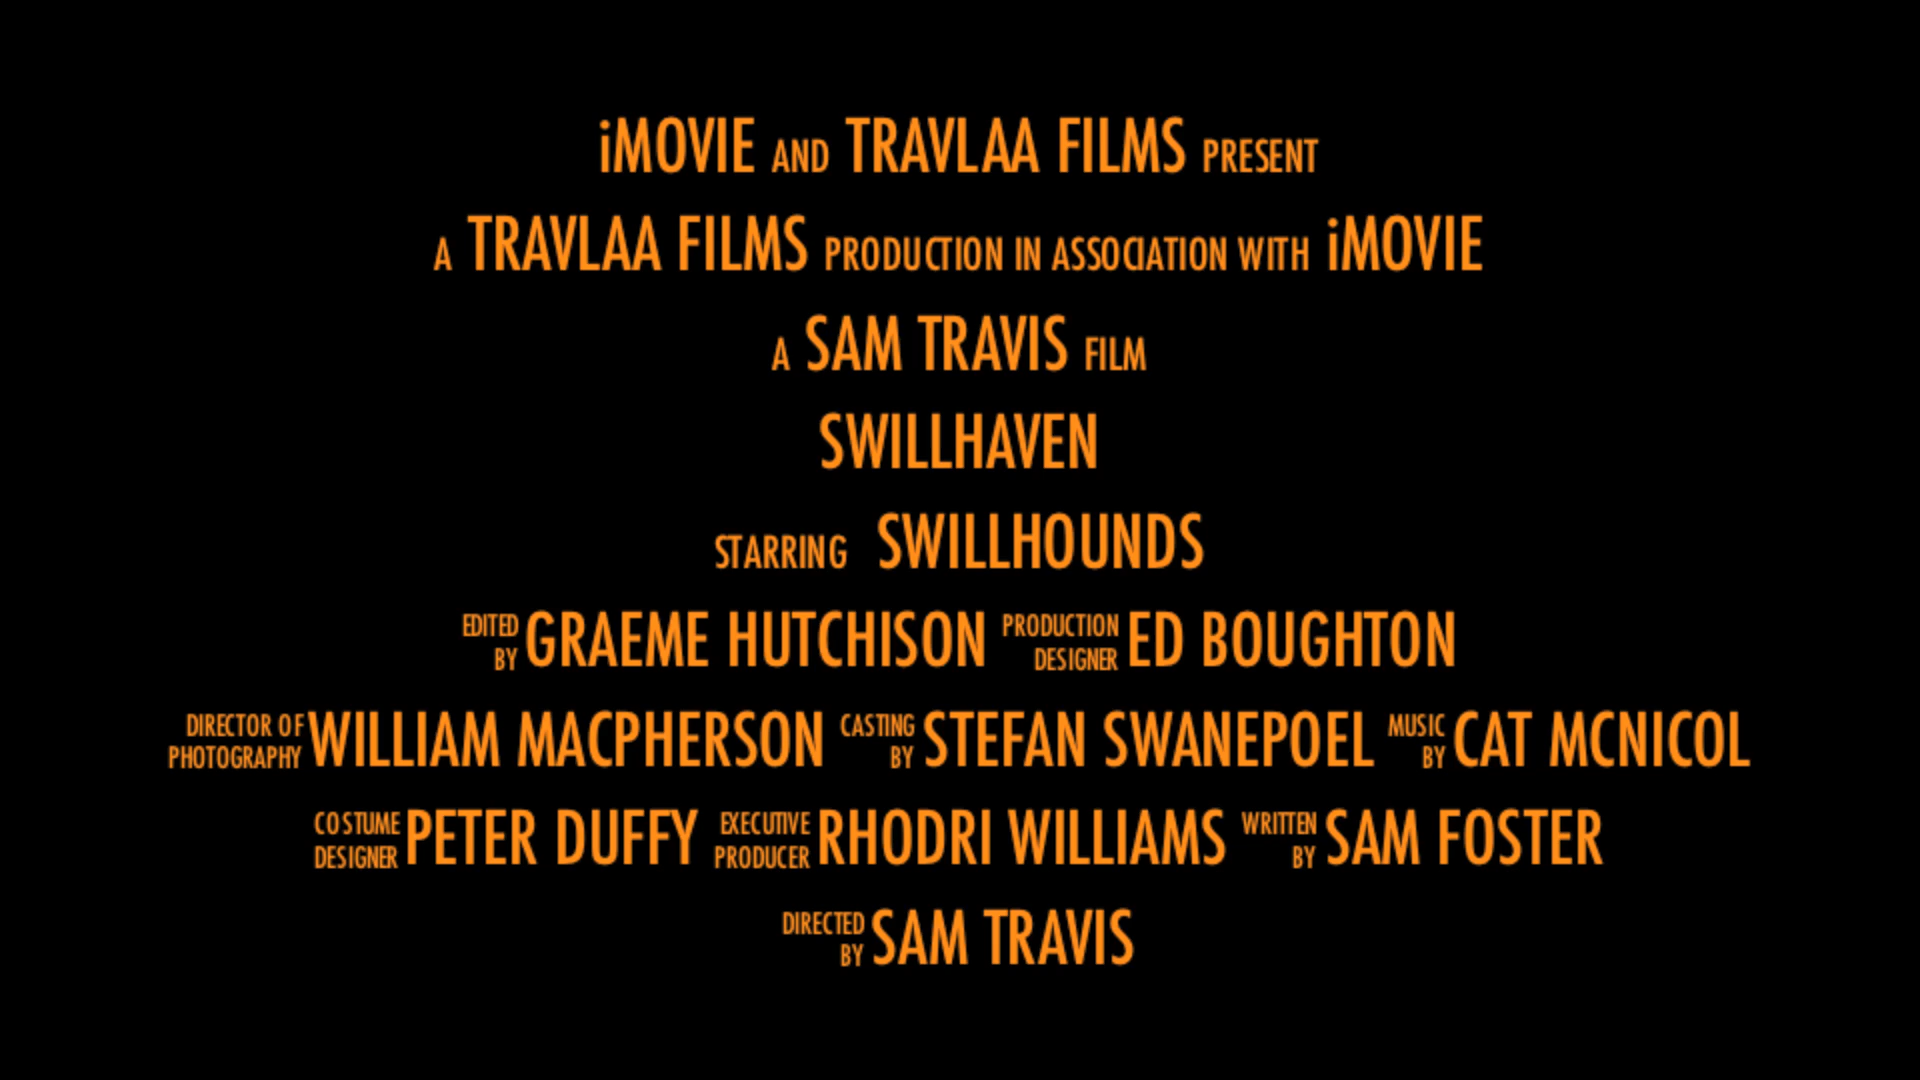 iMOVIE AND TRAVLAA FILMS PRESENT
A TRAVLAA FILMS PRODUCTION IN ASSOCIATION WITH iMOVIE
A SAM TRAVIS FILM
SWILLHAVEN
STARRING SWILLHOUNDS
EDITED BY GRAEME HUTCHISON PRODUCTION DESIGNER ED BOUGHTON
DIRECTOR OF PHOTOGRAPHY WILLIAM MACPHERSON CASTING BY STEFAN SWANEPOEL MUSIC BY CAT MCNICOL
COSTUME DESIGNER PETER DUFFY EXECUTIVE PRODUCER RHODRI WILLIAMS WRITTEN BY SAM FOSTER
DIRECTED BY SAM TRAVIS